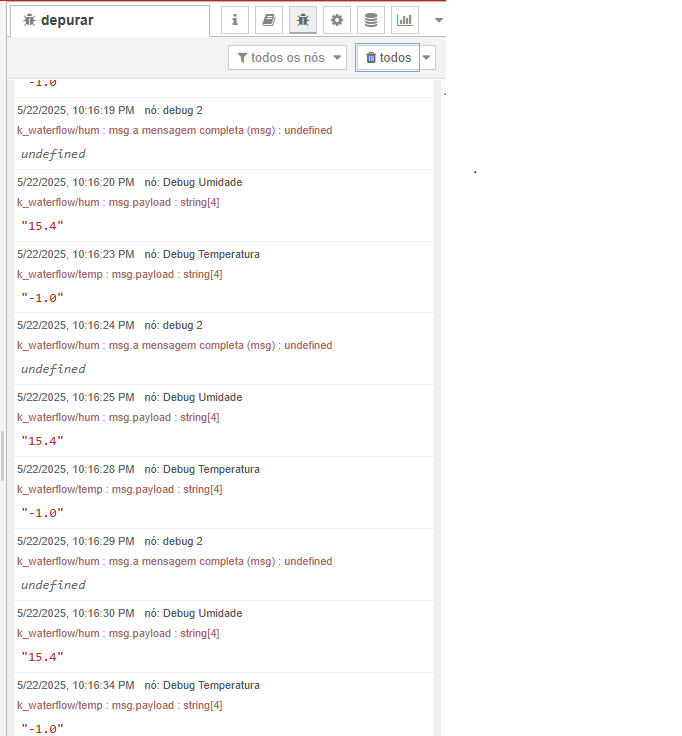 depurar
todos os nós
todos
"-1.0"
5/22/2025, 10:16:19 PM nó: debug 2
k_waterflow/hum : msg.a mensagem completa (msg) : undefined
undefined
5/22/2025, 10:16:20 PM nó: Debug Umidade
k_waterflow/hum : msg.payload : string[4]
"15.4"
5/22/2025, 10:16:23 PM nó: Debug Temperatura
k_waterflow/temp : msg.payload : string[4]
"-1.0"
5/22/2025, 10:16:24 PM nó: debug 2
k_waterflow/hum : msg.a mensagem completa (msg) : undefined
undefined
5/22/2025, 10:16:25 PM nó: Debug Umidade
k_waterflow/hum : msg.payload : string[4]
"15.4"
5/22/2025, 10:16:28 PM nó: Debug Temperatura
k_waterflow/temp : msg.payload : string[4]
"-1.0"
5/22/2025, 10:16:29 PM nó: debug 2
k_waterflow/hum : msg.a mensagem completa (msg) : undefined
undefined
5/22/2025, 10:16:30 PM nó: Debug Umidade
k_waterflow/hum : msg.payload : string[4]
"15.4"
5/22/2025, 10:16:34 PM nó: Debug Temperatura
k_waterflow/temp : msg.payload : string[4]
"-1.0"